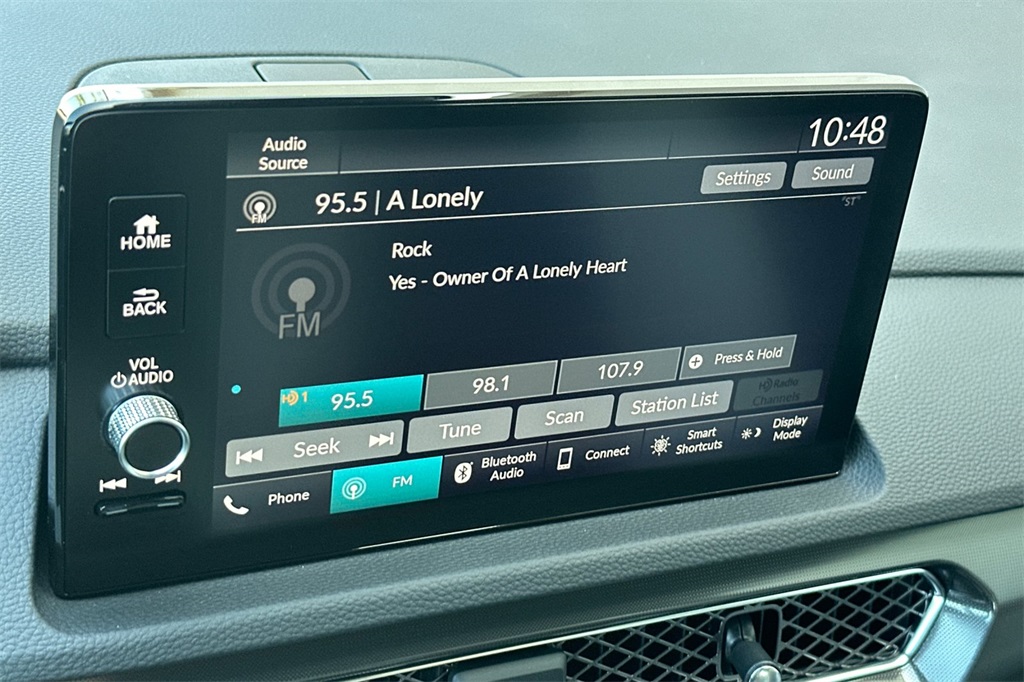 Audio
Source
10:48
FM
95.5 | A Lonely
Settings
Sound
"ST"
HOME
BACK
VOL
AUDIO
Rock
Yes - Owner Of A Lonely Heart
FM
HD 1
95.5
98.1
107.9
Press & Hold
Seek
Tune
Scan
Station List
HD Radio
Channels
Phone
FM
Bluetooth
Audio
Connect
Smart
Shortcuts
Display
Mode